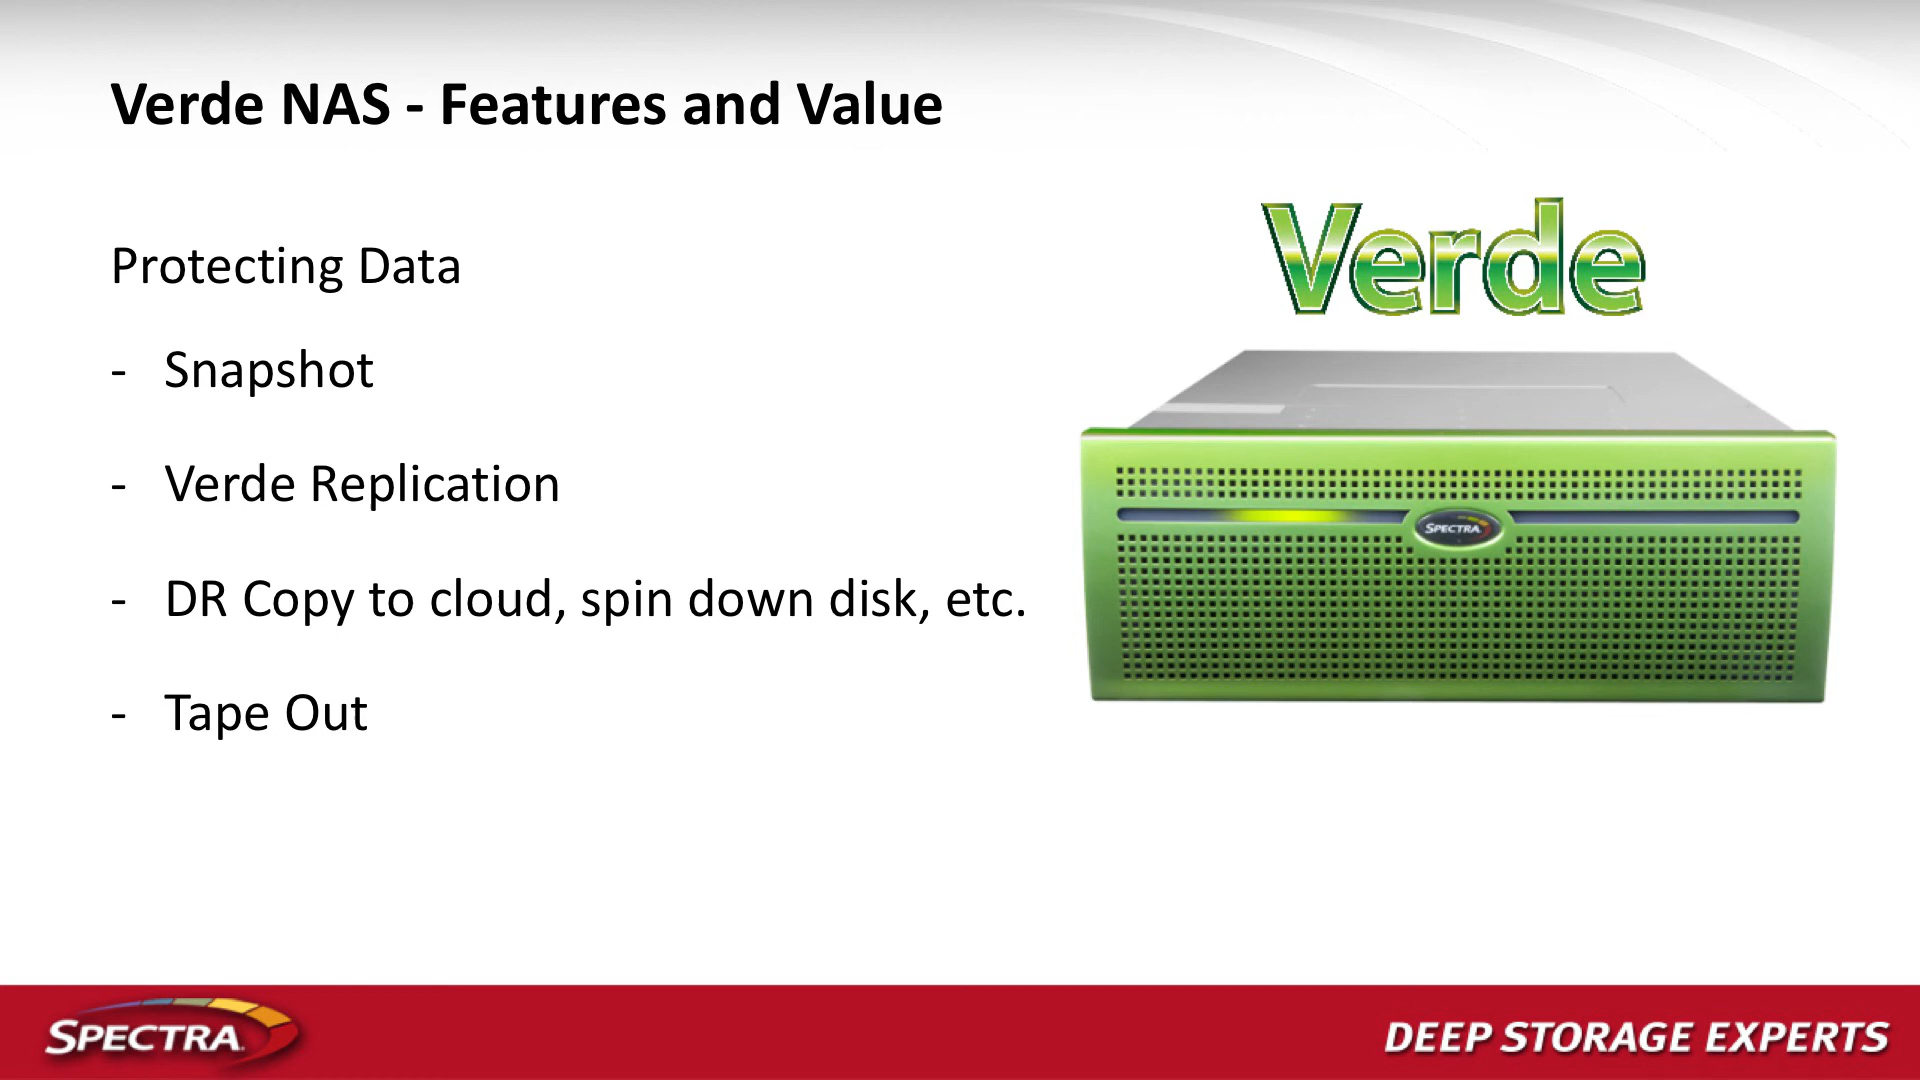 Verde NAS - Features and Value
Protecting Data
- Snapshot
- Verde Replication
- DR Copy to cloud, spin down disk, etc.
- Tape Out
Verde
SPECTRA
SPECTRA
DEEP STORAGE EXPERTS